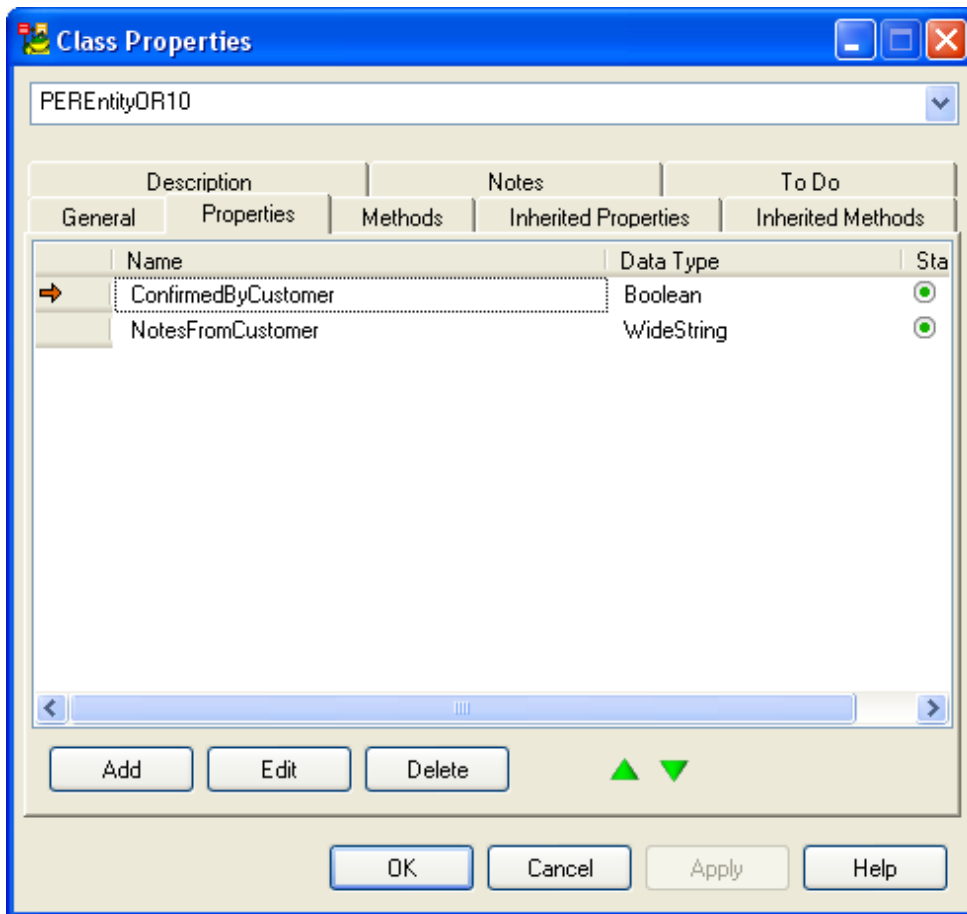 Class Properties
PEREntityOR10
Description Notes To Do
General Properties Methods Inherited Properties Inherited Methods
Name Data Type Sta
ConfirmedByCustomer Boolean
NotesFromCustomer WideString
Add Edit Delete
OK Cancel Apply Help